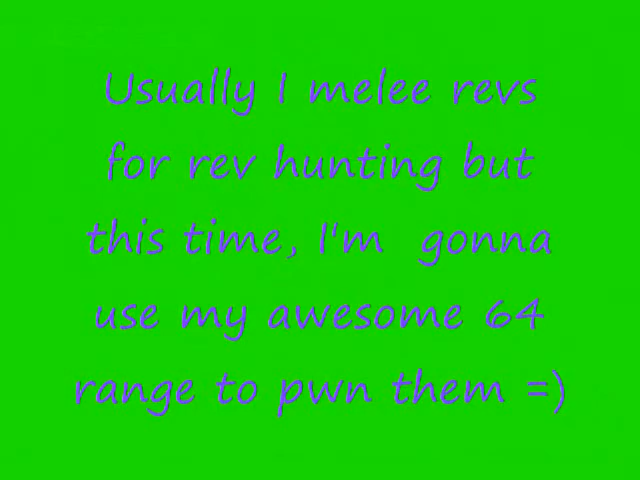 Usually I melee revs
for rev hunting but
this time, I'm gonna
use my awesome 64
range to pwn them =)